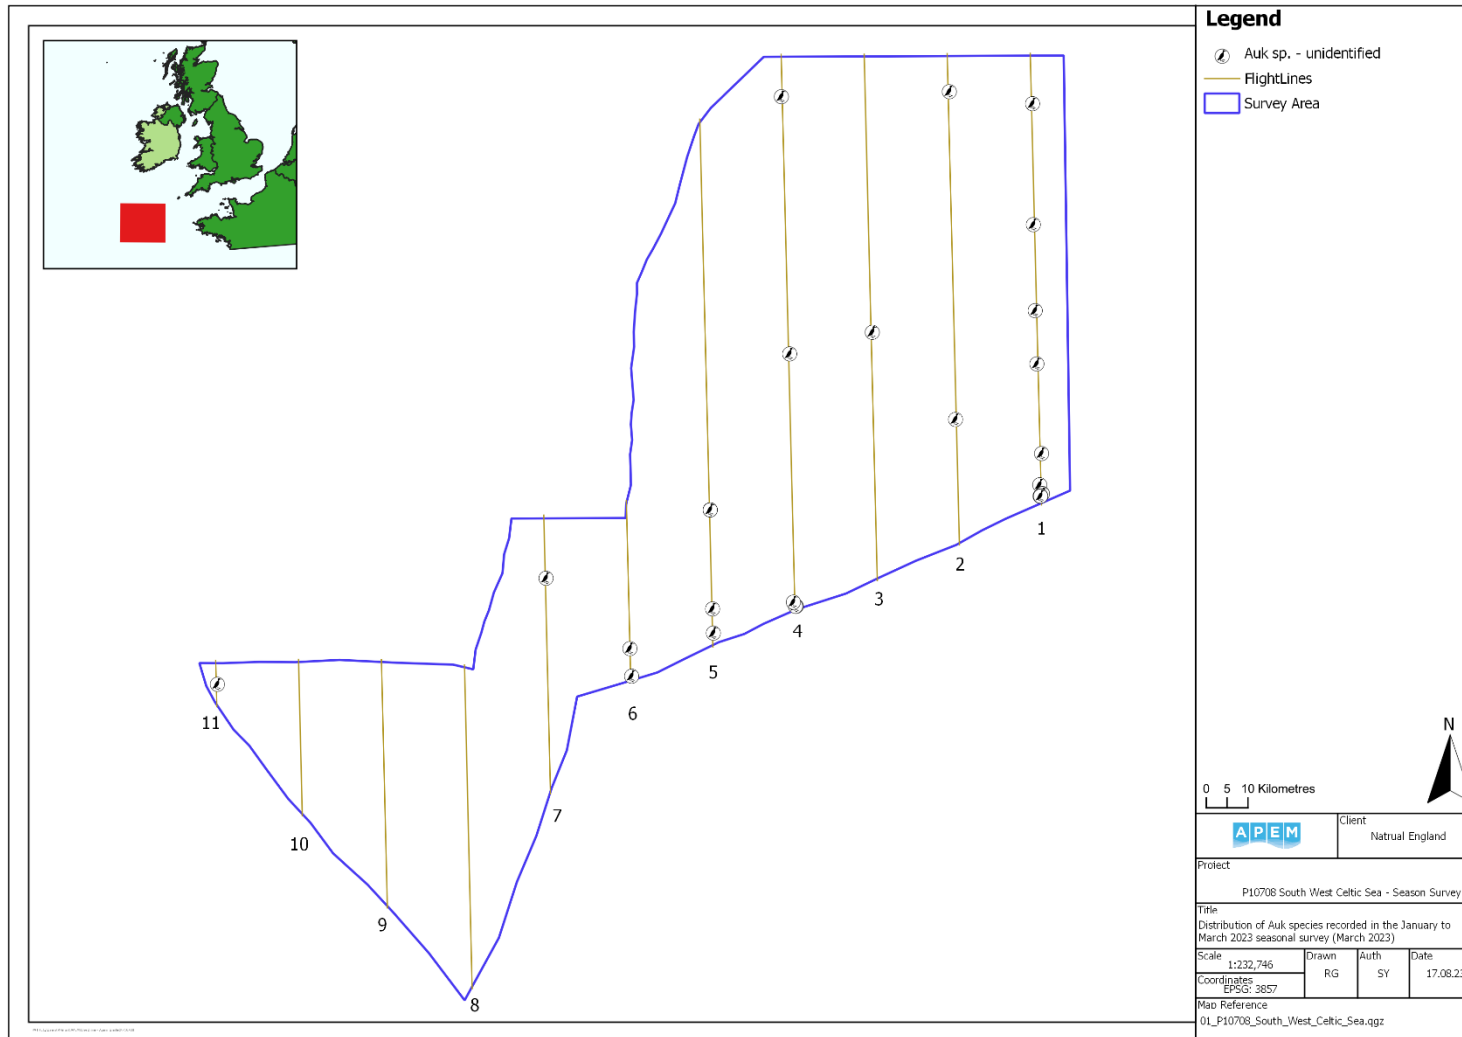 Legend
Auk sp. - unidentified
FlightLines
Survey Area
1
2
3
4
5
6
11
7
10
9
8
N
0 5 10 Kilometres
APEM
Client
Natrual England
Project
P10708 South West Celtic Sea - Season Survey
Title
Distribution of Auk species recorded in the January to
March 2023 seasonal survey (March 2023)
Scale
1:232,746
Drawn
RG
Auth
SY
Date
17.08.23
Coordinates
EPSG: 3857
Map Reference
01_P10708_South_West_Celtic_Sea.qgz